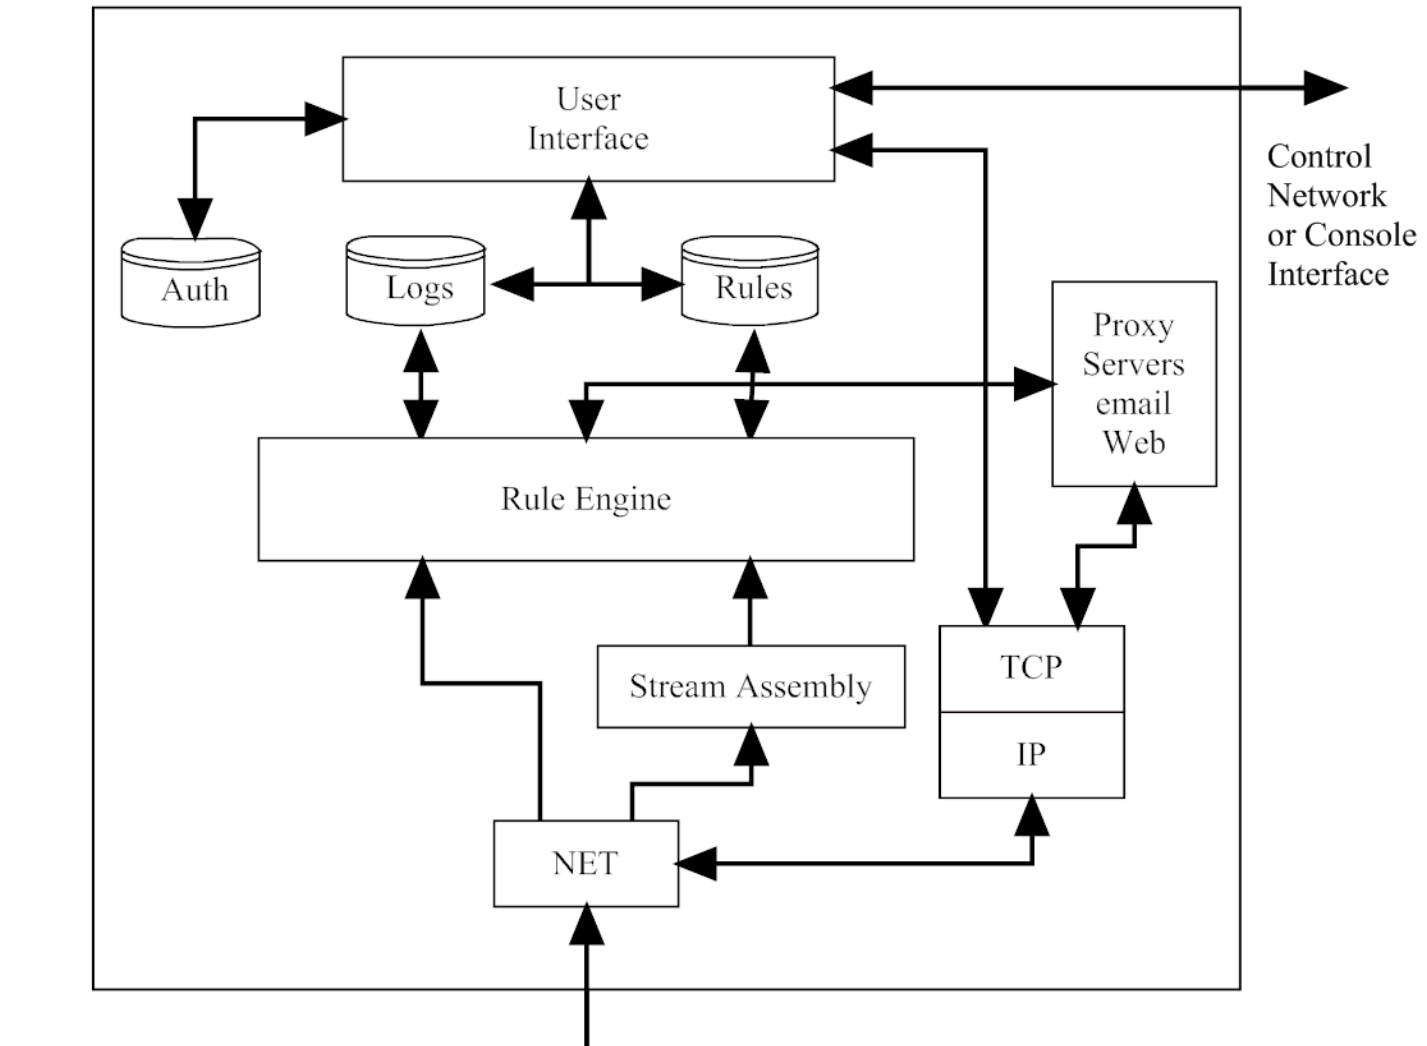 User
Interface
Control
Network
or Console
Interface
Auth
Logs
Rules
Proxy
Servers
email
Web
Rule Engine
Stream Assembly
TCP
IP
NET